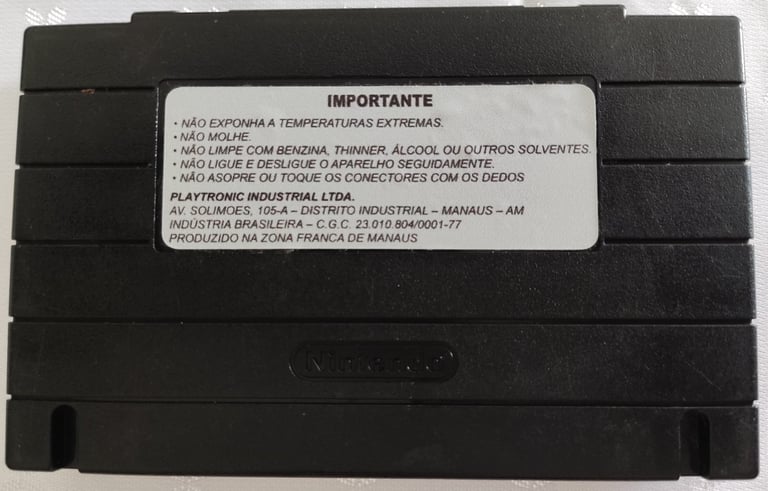 IMPORTANTE
• NÃO EXPONHA A TEMPERATURAS EXTREMAS.
• NÃO MOLHE.
• NÃO LIMPE COM BENZINA, THINNER, ÁLCOOL OU OUTROS SOLVENTES.
• NÃO LIGUE E DESLIGUE O APARELHO SEGUIDAMENTE.
• NÃO ASOPRE OU TOQUE OS CONECTORES COM OS DEDOS
PLAYTRONIC INDUSTRIAL LTDA.
AV. SOLIMOES, 105-A – DISTRITO INDUSTRIAL – MANAUS – AM
INDÚSTRIA BRASILEIRA – C.G.C. 23.010.804/0001-77
PRODUZIDO NA ZONA FRANCA DE MANAUS
Nintendo